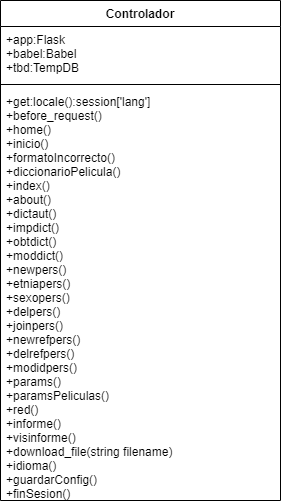 Controlador
+app:Flask
+babel:Babel
+tbd:TempDB
+get:locale():session['lang']
+before_request()
+home()
+inicio()
+formatoIncorrecto()
+diccionarioPelicula()
+index()
+about()
+dictaut()
+impdict()
+obtdict()
+moddict()
+newpers()
+etniapers()
+sexopers()
+delpers()
+joinpers()
+newrefpers()
+delrefpers()
+modidpers()
+params()
+paramsPeliculas()
+red()
+informe()
+visinforme()
+download_file(string filename)
+idioma()
+guardarConfig()
+finSesion()